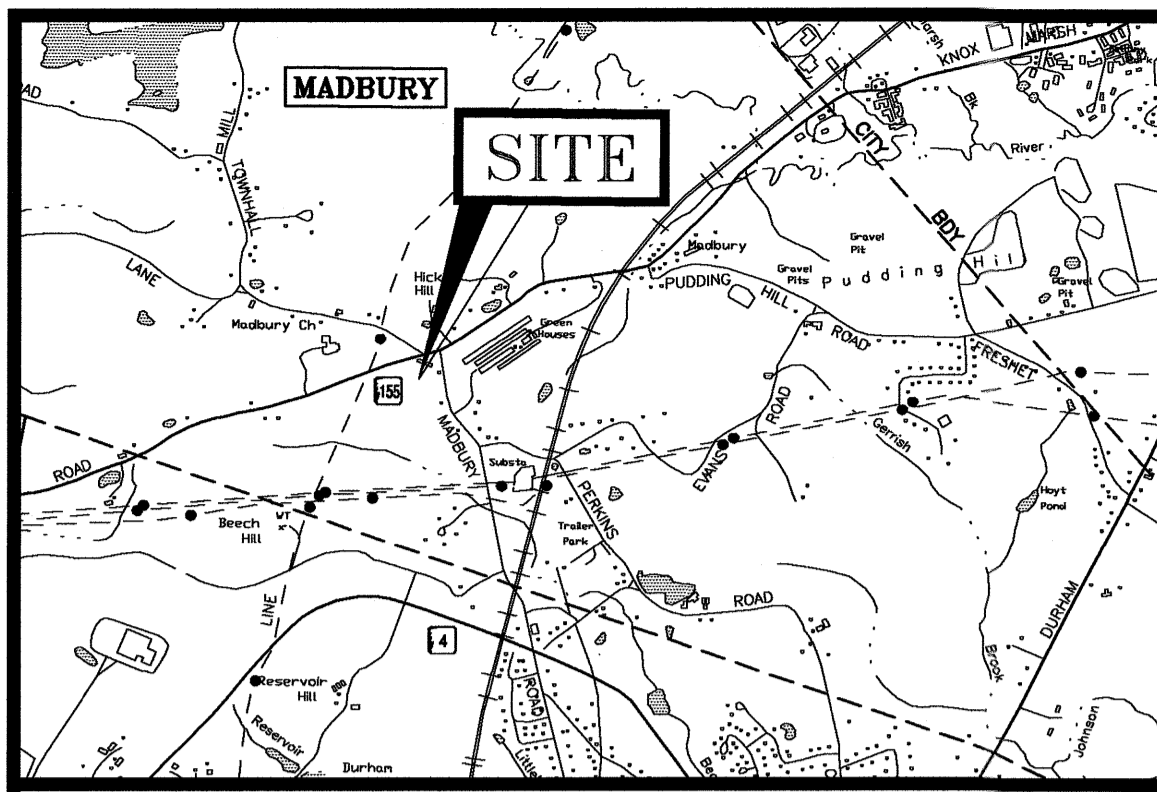 MADBURY
SITE
KNOX
MARSH
Marsh
CITY
BDY
Bk
River
MILL
TOWNHALL
LANE
Madbury Ch
Hick
Hill
155
Green
Houses
Madbury
PUDDING HILL ROAD
Gravel
Pit
Gravel
Pits
Pudding Hil
Gravel
Pit
FRESHET
ROAD
MADBURY
Substa
PERKINS
EVANS ROAD
Gerrish
Hoyt
Pond
Beech
Hill
WT
Trailer
Park
ROAD
LINE
4
DURHAM
Brook
Reservoir
Hill
Reservoir
Durham
ROAD
Little
Johnson